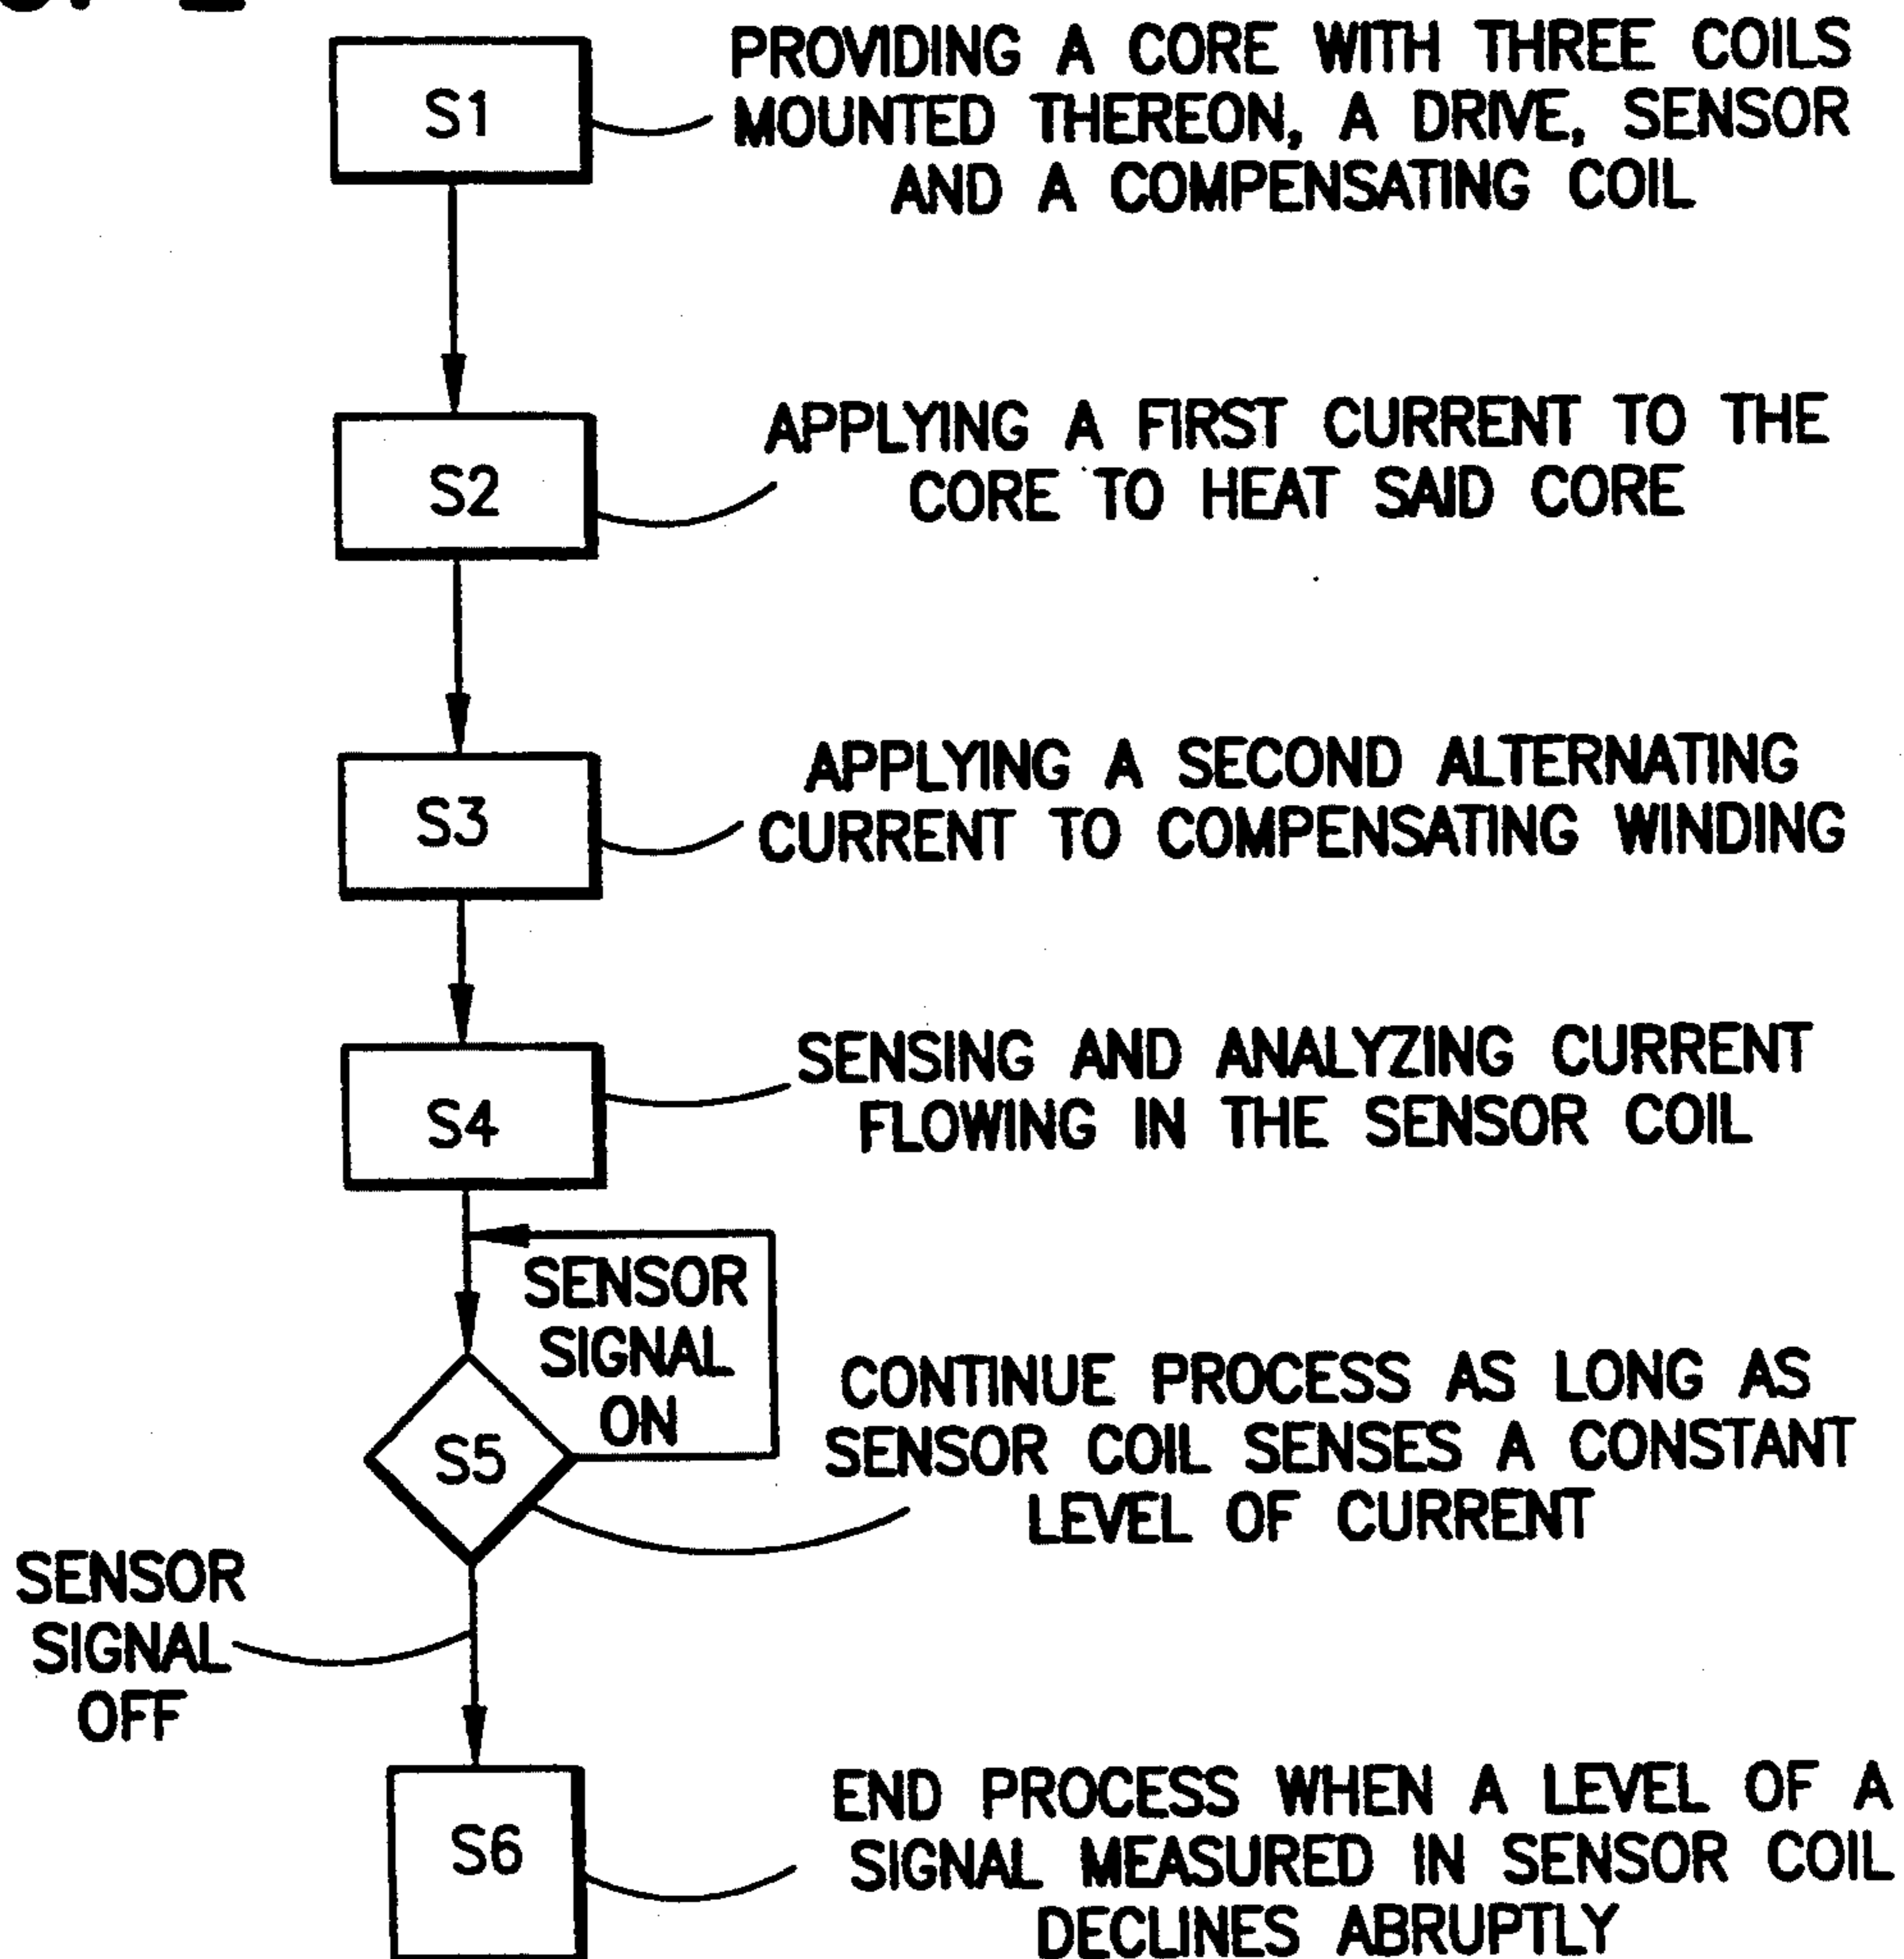 S1
PROVIDING A CORE WITH THREE COILS
MOUNTED THEREON, A DRIVE, SENSOR
AND A COMPENSATING COIL
S2
APPLYING A FIRST CURRENT TO THE
CORE TO HEAT SAID CORE
S3
APPLYING A SECOND ALTERNATING
CURRENT TO COMPENSATING WINDING
S4
SENSING AND ANALYZING CURRENT
FLOWING IN THE SENSOR COIL
SENSOR
SIGNAL
ON
S5
CONTINUE PROCESS AS LONG AS
SENSOR COIL SENSES A CONSTANT
LEVEL OF CURRENT
SENSOR
SIGNAL
OFF
S6
END PROCESS WHEN A LEVEL OF A
SIGNAL MEASURED IN SENSOR COIL
DECLINES ABRUPTLY